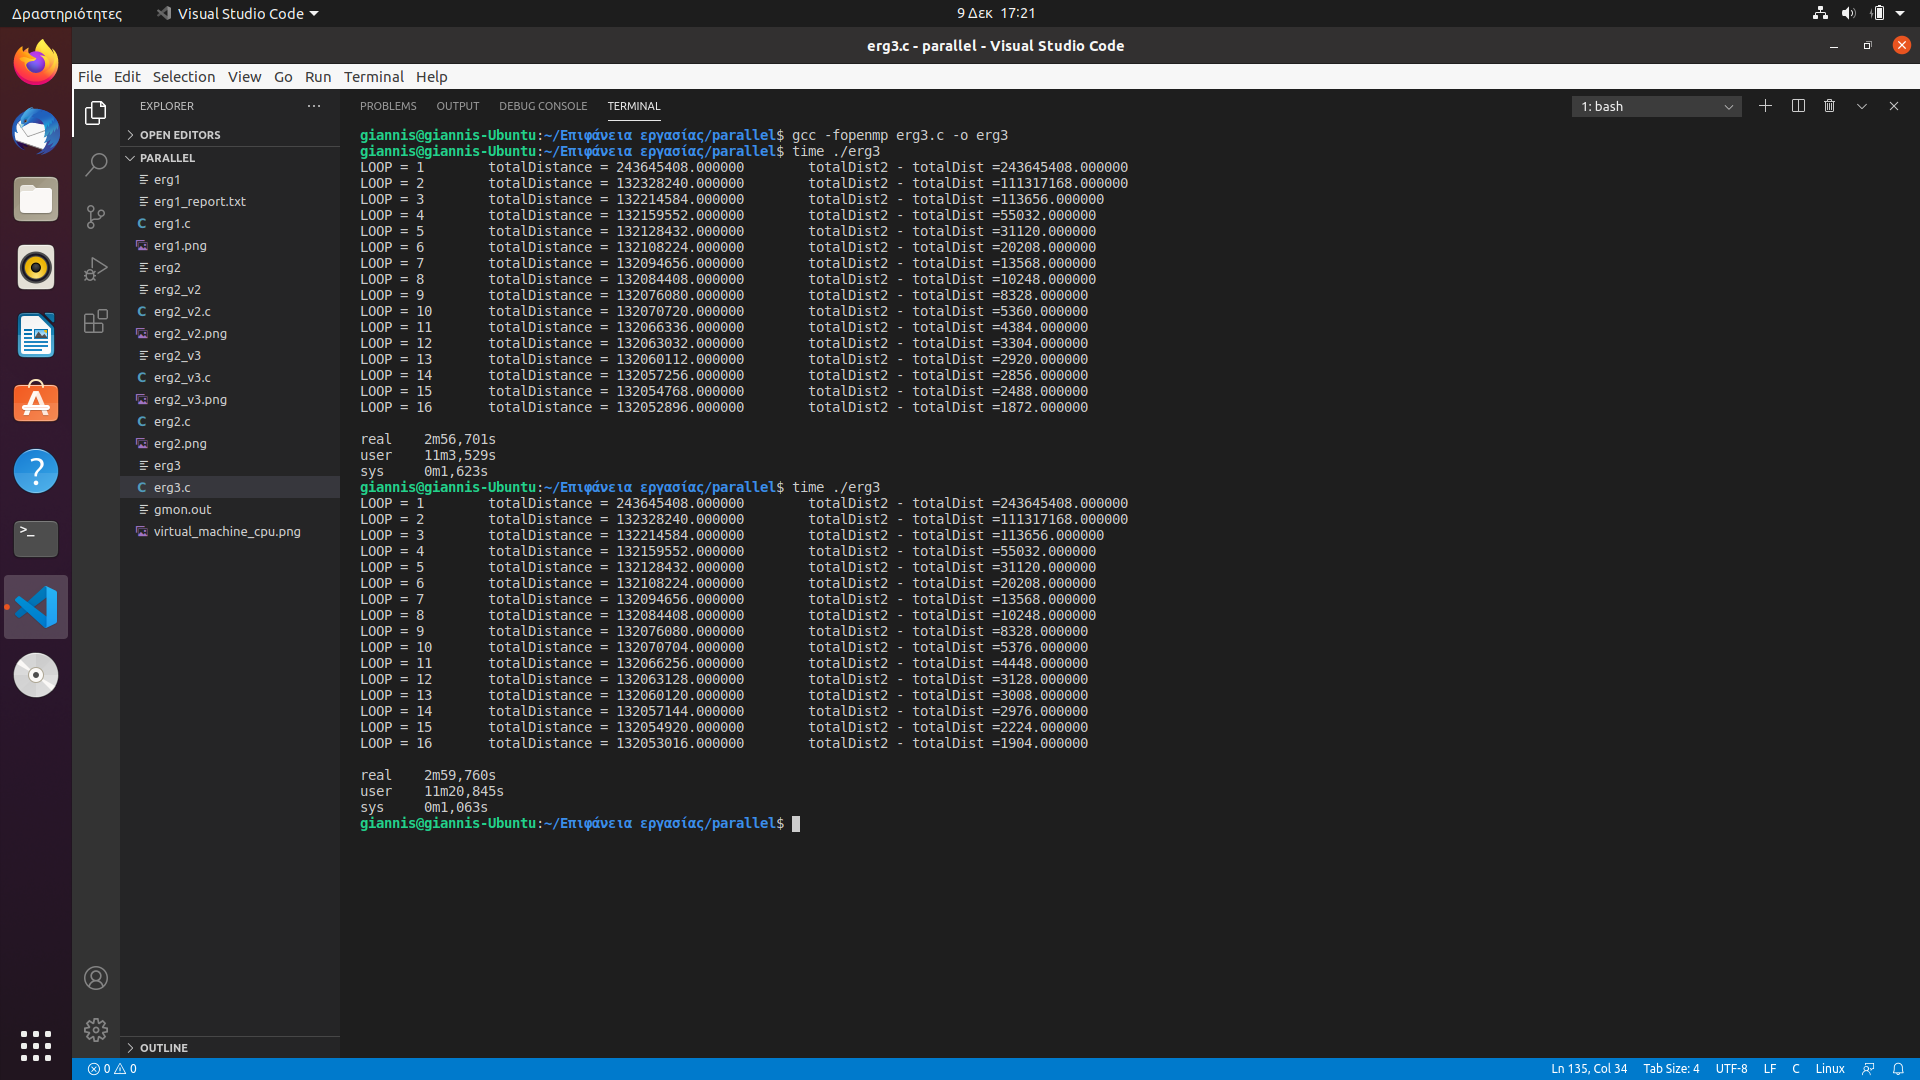 Δραστηριότητες Visual Studio Code 9 Δεκ 17:21
erg3.c - parallel - Visual Studio Code
File Edit Selection View Go Run Terminal Help
EXPLORER
OPEN EDITORS
PARALLEL
erg1
erg1_report.txt
C erg1.c
erg1.png
erg2
erg2_v2
C erg2_v2.c
erg2_v2.png
erg2_v3
C erg2_v3.c
erg2_v3.png
C erg2.c
erg2.png
erg3
C erg3.c
gmon.out
virtual_machine_cpu.png
OUTLINE
PROBLEMS OUTPUT DEBUG CONSOLE TERMINAL 1: bash
giannis@giannis-Ubuntu:~/Επιφάνεια εργασίας/parallel$ gcc -fopenmp erg3.c -o erg3
giannis@giannis-Ubuntu:~/Επιφάνεια εργασίας/parallel$ time ./erg3
LOOP = 1 totalDistance = 243645408.000000 totalDist2 - totalDist =243645408.000000
LOOP = 2 totalDistance = 132328240.000000 totalDist2 - totalDist =111317168.000000
LOOP = 3 totalDistance = 132214584.000000 totalDist2 - totalDist =113656.000000
LOOP = 4 totalDistance = 132159552.000000 totalDist2 - totalDist =55032.000000
LOOP = 5 totalDistance = 132128432.000000 totalDist2 - totalDist =31120.000000
LOOP = 6 totalDistance = 132108224.000000 totalDist2 - totalDist =20208.000000
LOOP = 7 totalDistance = 132094656.000000 totalDist2 - totalDist =13568.000000
LOOP = 8 totalDistance = 132084408.000000 totalDist2 - totalDist =10248.000000
LOOP = 9 totalDistance = 132076080.000000 totalDist2 - totalDist =8328.000000
LOOP = 10 totalDistance = 132070720.000000 totalDist2 - totalDist =5360.000000
LOOP = 11 totalDistance = 132066336.000000 totalDist2 - totalDist =4384.000000
LOOP = 12 totalDistance = 132063032.000000 totalDist2 - totalDist =3304.000000
LOOP = 13 totalDistance = 132060112.000000 totalDist2 - totalDist =2920.000000
LOOP = 14 totalDistance = 132057256.000000 totalDist2 - totalDist =2856.000000
LOOP = 15 totalDistance = 132054768.000000 totalDist2 - totalDist =2488.000000
LOOP = 16 totalDistance = 132052896.000000 totalDist2 - totalDist =1872.000000
real 2m56,701s
user 11m3,529s
sys 0m1,623s
giannis@giannis-Ubuntu:~/Επιφάνεια εργασίας/parallel$ time ./erg3
LOOP = 1 totalDistance = 243645408.000000 totalDist2 - totalDist =243645408.000000
LOOP = 2 totalDistance = 132328240.000000 totalDist2 - totalDist =111317168.000000
LOOP = 3 totalDistance = 132214584.000000 totalDist2 - totalDist =113656.000000
LOOP = 4 totalDistance = 132159552.000000 totalDist2 - totalDist =55032.000000
LOOP = 5 totalDistance = 132128432.000000 totalDist2 - totalDist =31120.000000
LOOP = 6 totalDistance = 132108224.000000 totalDist2 - totalDist =20208.000000
LOOP = 7 totalDistance = 132094656.000000 totalDist2 - totalDist =13568.000000
LOOP = 8 totalDistance = 132084408.000000 totalDist2 - totalDist =10248.000000
LOOP = 9 totalDistance = 132076080.000000 totalDist2 - totalDist =8328.000000
LOOP = 10 totalDistance = 132070704.000000 totalDist2 - totalDist =5376.000000
LOOP = 11 totalDistance = 132066256.000000 totalDist2 - totalDist =4448.000000
LOOP = 12 totalDistance = 132063128.000000 totalDist2 - totalDist =3128.000000
LOOP = 13 totalDistance = 132060120.000000 totalDist2 - totalDist =3008.000000
LOOP = 14 totalDistance = 132057144.000000 totalDist2 - totalDist =2976.000000
LOOP = 15 totalDistance = 132054920.000000 totalDist2 - totalDist =2224.000000
LOOP = 16 totalDistance = 132053016.000000 totalDist2 - totalDist =1904.000000
real 2m59,760s
user 11m20,845s
sys 0m1,063s
giannis@giannis-Ubuntu:~/Επιφάνεια εργασίας/parallel$
0 0 Ln 135, Col 34 Tab Size: 4 UTF-8 LF C Linux